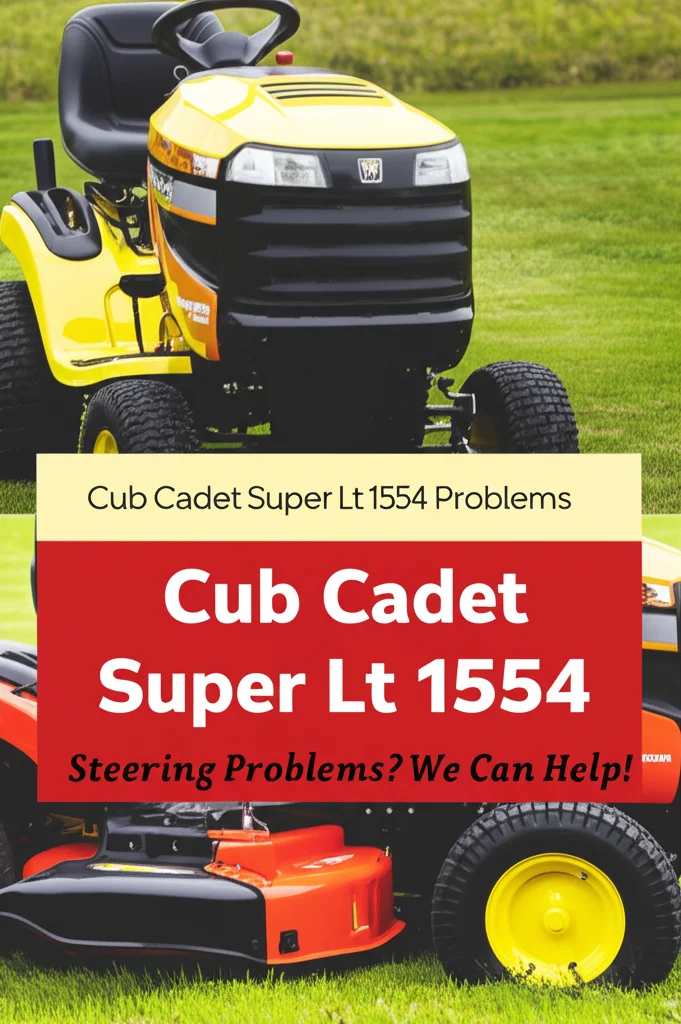 Cub Cadet Super Lt 1554 Problems
Cub Cadet
Super Lt 1554
Steering Problems? We Can Help!